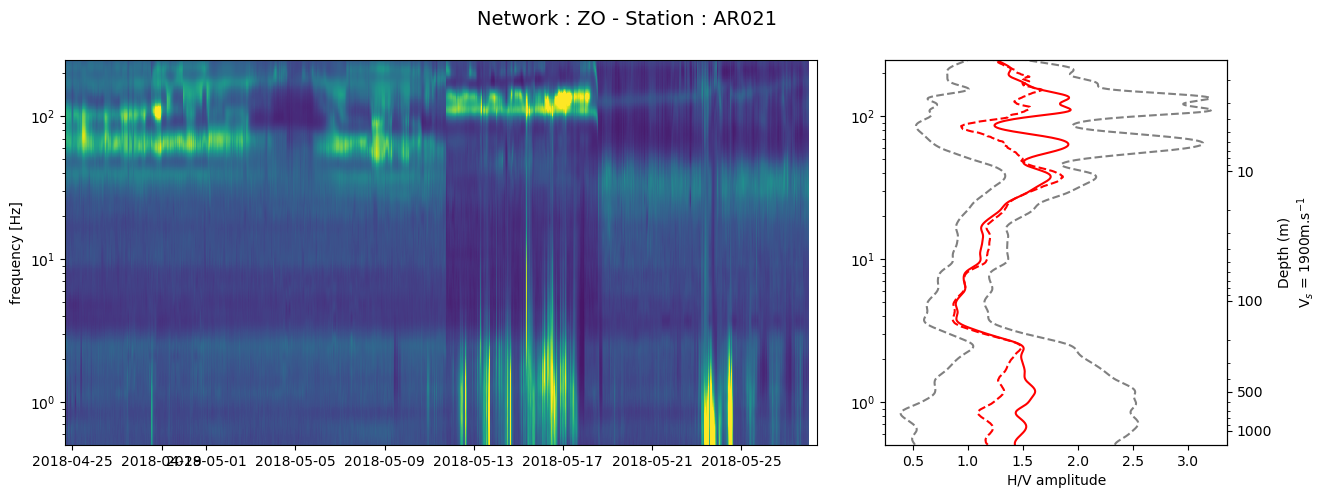 Network : ZO - Station : AR021
frequency [Hz]
10² 
10¹
10⁰
2018-04-25 2018-04-29 2018-05-01 2018-05-05 2018-05-09 2018-05-13 2018-05-17 2018-05-21 2018-05-25
10²
10¹
10⁰
0.5 1.0 1.5 2.0 2.5 3.0
H/V amplitude
10
100
500
1000
Depth (m)
Vₛ = 1900m.s⁻¹